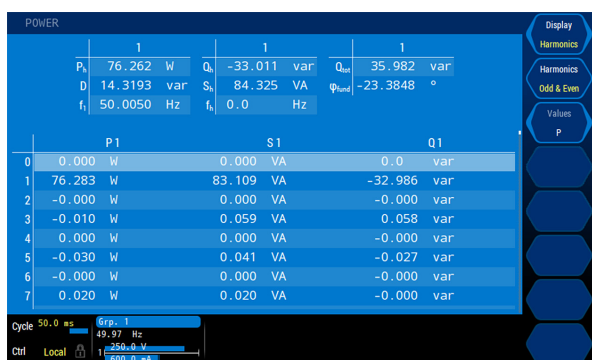 POWER
1 1 1
Ph 76.262 W Qh -33.011 var Qtot 35.982 var
D 14.3193 var Sh 84.325 VA φfund -23.3848 °
f1 50.0050 Hz fh 0.0 Hz
P1 S1 Q1
0 0.000 W 0.000 VA 0.0 var
1 76.283 W 83.109 VA -32.986 var
2 -0.000 W 0.000 VA -0.000 var
3 -0.010 W 0.059 VA 0.058 var
4 0.000 W 0.000 VA -0.000 var
5 -0.030 W 0.041 VA -0.027 var
6 -0.000 W 0.000 VA -0.000 var
7 0.020 W 0.020 VA -0.000 var
Cycle 50.0 ms
Ctrl Local
Grp. 1
49.97 Hz
1 250.0 V
600.0 mA
Display
Harmonics
Harmonics
Odd & Even
Values
P